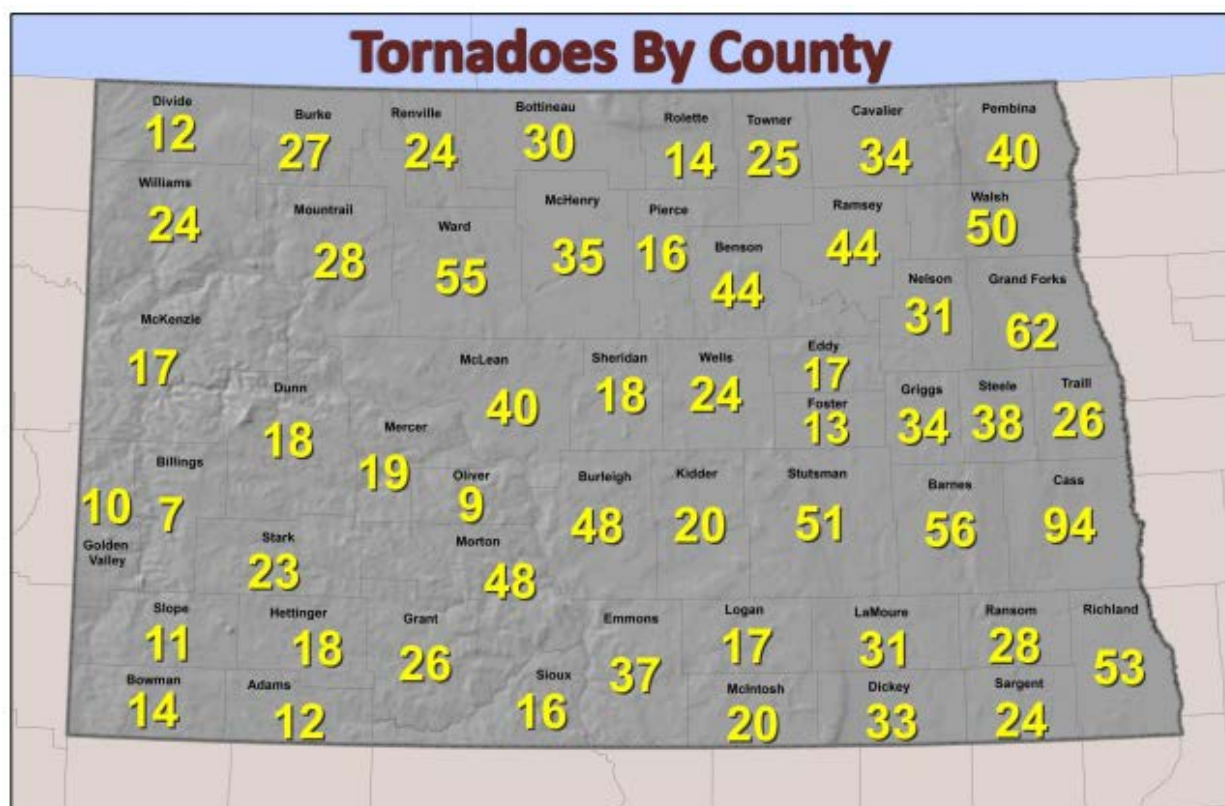 Tornadoes By County
Divide
12
Burke
27
Renville
24
Bottineau
30
Rolette
14
Towner
25
Cavalier
34
Pembina
40
Williams
24
Mountrail
28
Ward
55
McHenry
35
Pierce
16
Benson
44
Ramsey
44
Walsh
50
Nelson
31
Grand Forks
62
McKenzie
17
Dunn
18
Mercer
19
McLean
40
Sheridan
18
Wells
24
Eddy
17
Foster
13
Griggs
34
Steele
38
Traill
26
10
Golden
Valley
Billings
7
Stark
23
Oliver
9
Morton
48
Burleigh
48
Kidder
20
Stutsman
51
Barnes
56
Cass
94
Slope
11
Hettinger
18
Grant
26
Sioux
16
Emmons
37
Logan
17
LaMoure
31
Ransom
28
Richland
53
Bowman
14
Adams
12
McIntosh
20
Dickey
33
Sargent
24